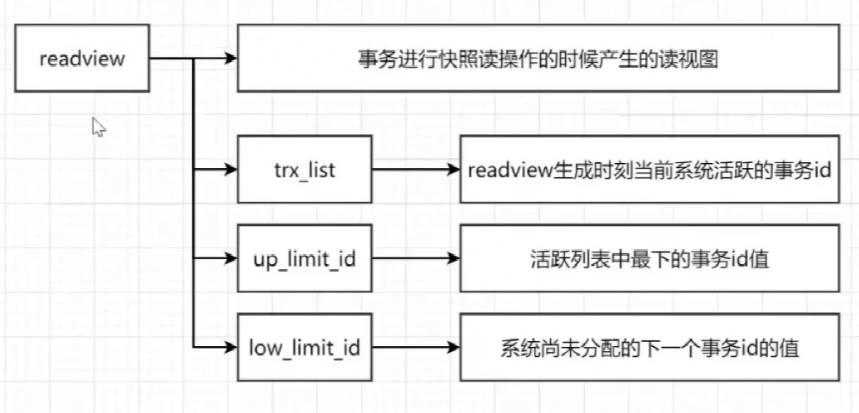 readview
事务进行快照读操作的时候产生的读视图
trx_list
readview生成时刻当前系统活跃的事务id
up_limit_id
活跃列表中最下的事务id值
low_limit_id
系统尚未分配的下一个事务id的值